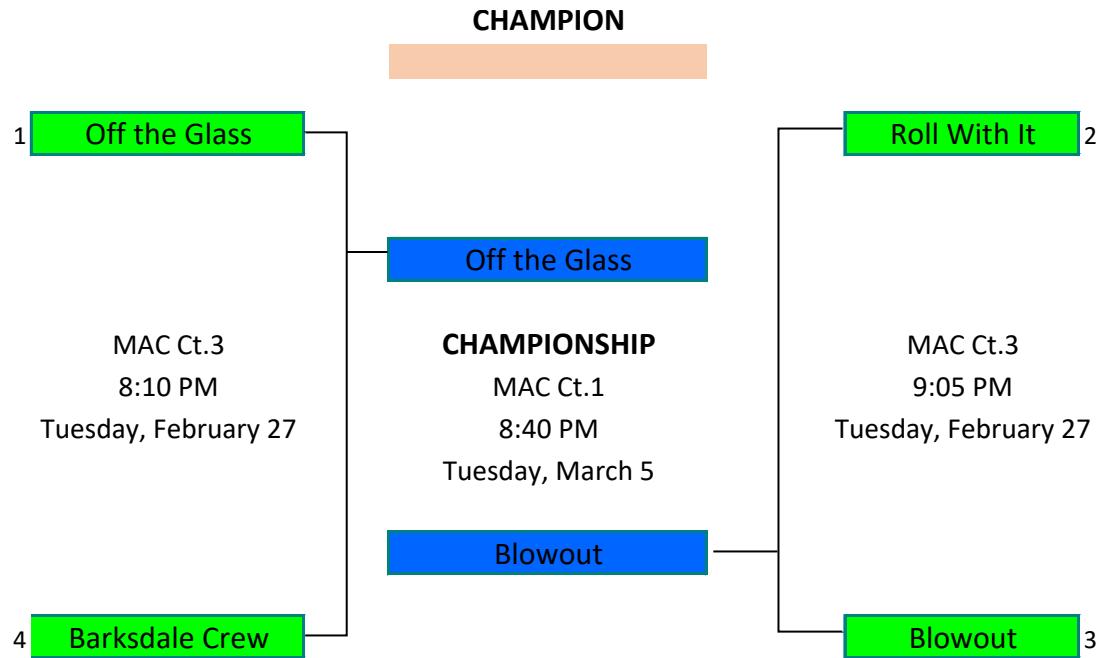 CHAMPION
1 Off the Glass
Roll With It 2
Off the Glass
MAC Ct.3
8:10 PM
Tuesday, February 27
CHAMPIONSHIP
MAC Ct.1
8:40 PM
Tuesday, March 5
MAC Ct.3
9:05 PM
Tuesday, February 27
Blowout
4 Barksdale Crew
Blowout 3